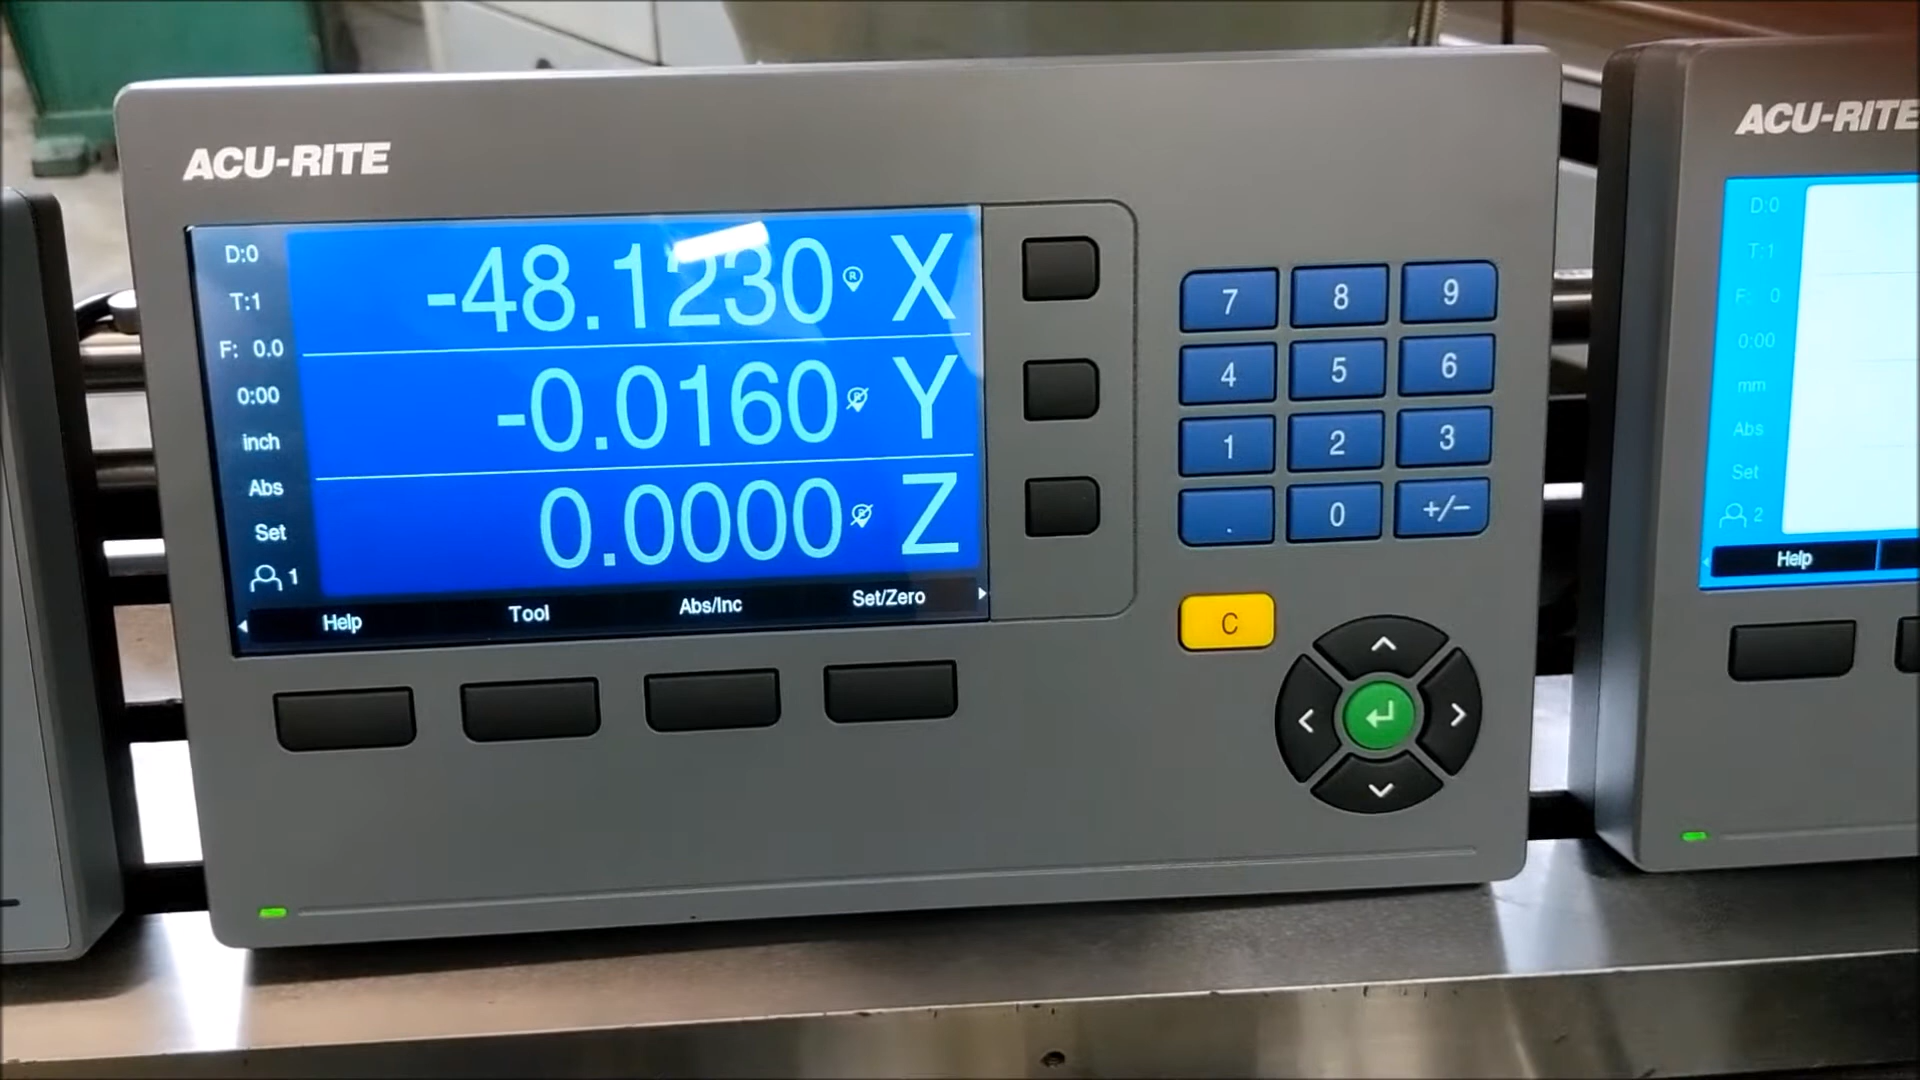 ACU-RITE
D:0
T:1
F: 0.0
0:00
inch
Abs
Set
1
-48.1230 R X
-0.0160 R Y
0.0000 R Z
Help Tool Abs/Inc Set/Zero
7 8 9
4 5 6
1 2 3
. 0 +/-
C
ACU-RITE
D:0
T:1
F: 0
0:00
mm
Abs
Set
2
Help